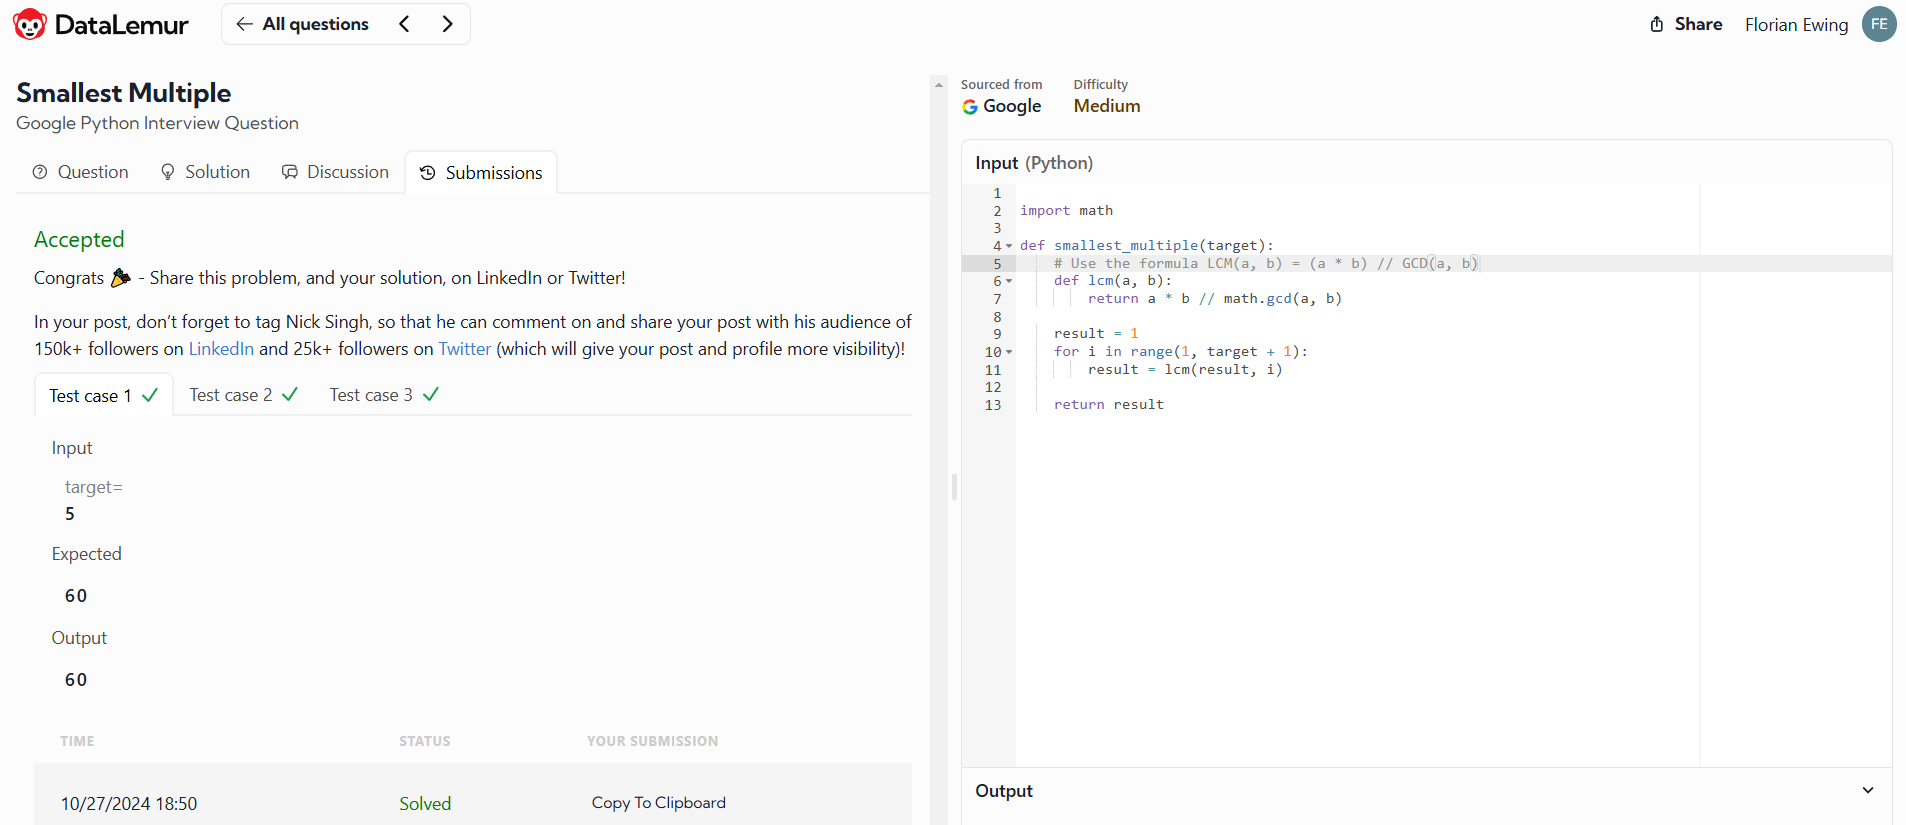 DataLemur
All questions
Share
Florian Ewing
FE
Smallest Multiple
Google Python Interview Question
Question
Solution
Discussion
Submissions
Accepted
Congrats 🎉 - Share this problem, and your solution, on LinkedIn or Twitter!
In your post, don’t forget to tag Nick Singh, so that he can comment on and share your post with his audience of
150k+ followers on LinkedIn and 25k+ followers on Twitter (which will give your post and profile more visibility)!
Test case 1
Test case 2
Test case 3
Input
target=
5
Expected
60
Output
60
TIME STATUS YOUR SUBMISSION
10/27/2024 18:50 Solved Copy To Clipboard
Sourced from
Google
Difficulty
Medium
Input (Python)
1
2 import math
3
4 def smallest_multiple(target):
5     # Use the formula LCM(a, b) = (a * b) // GCD(a, b)
6     def lcm(a, b):
7         return a * b // math.gcd(a, b)
8
9     result = 1
10     for i in range(1, target + 1):
11         result = lcm(result, i)
12
13     return result
Output